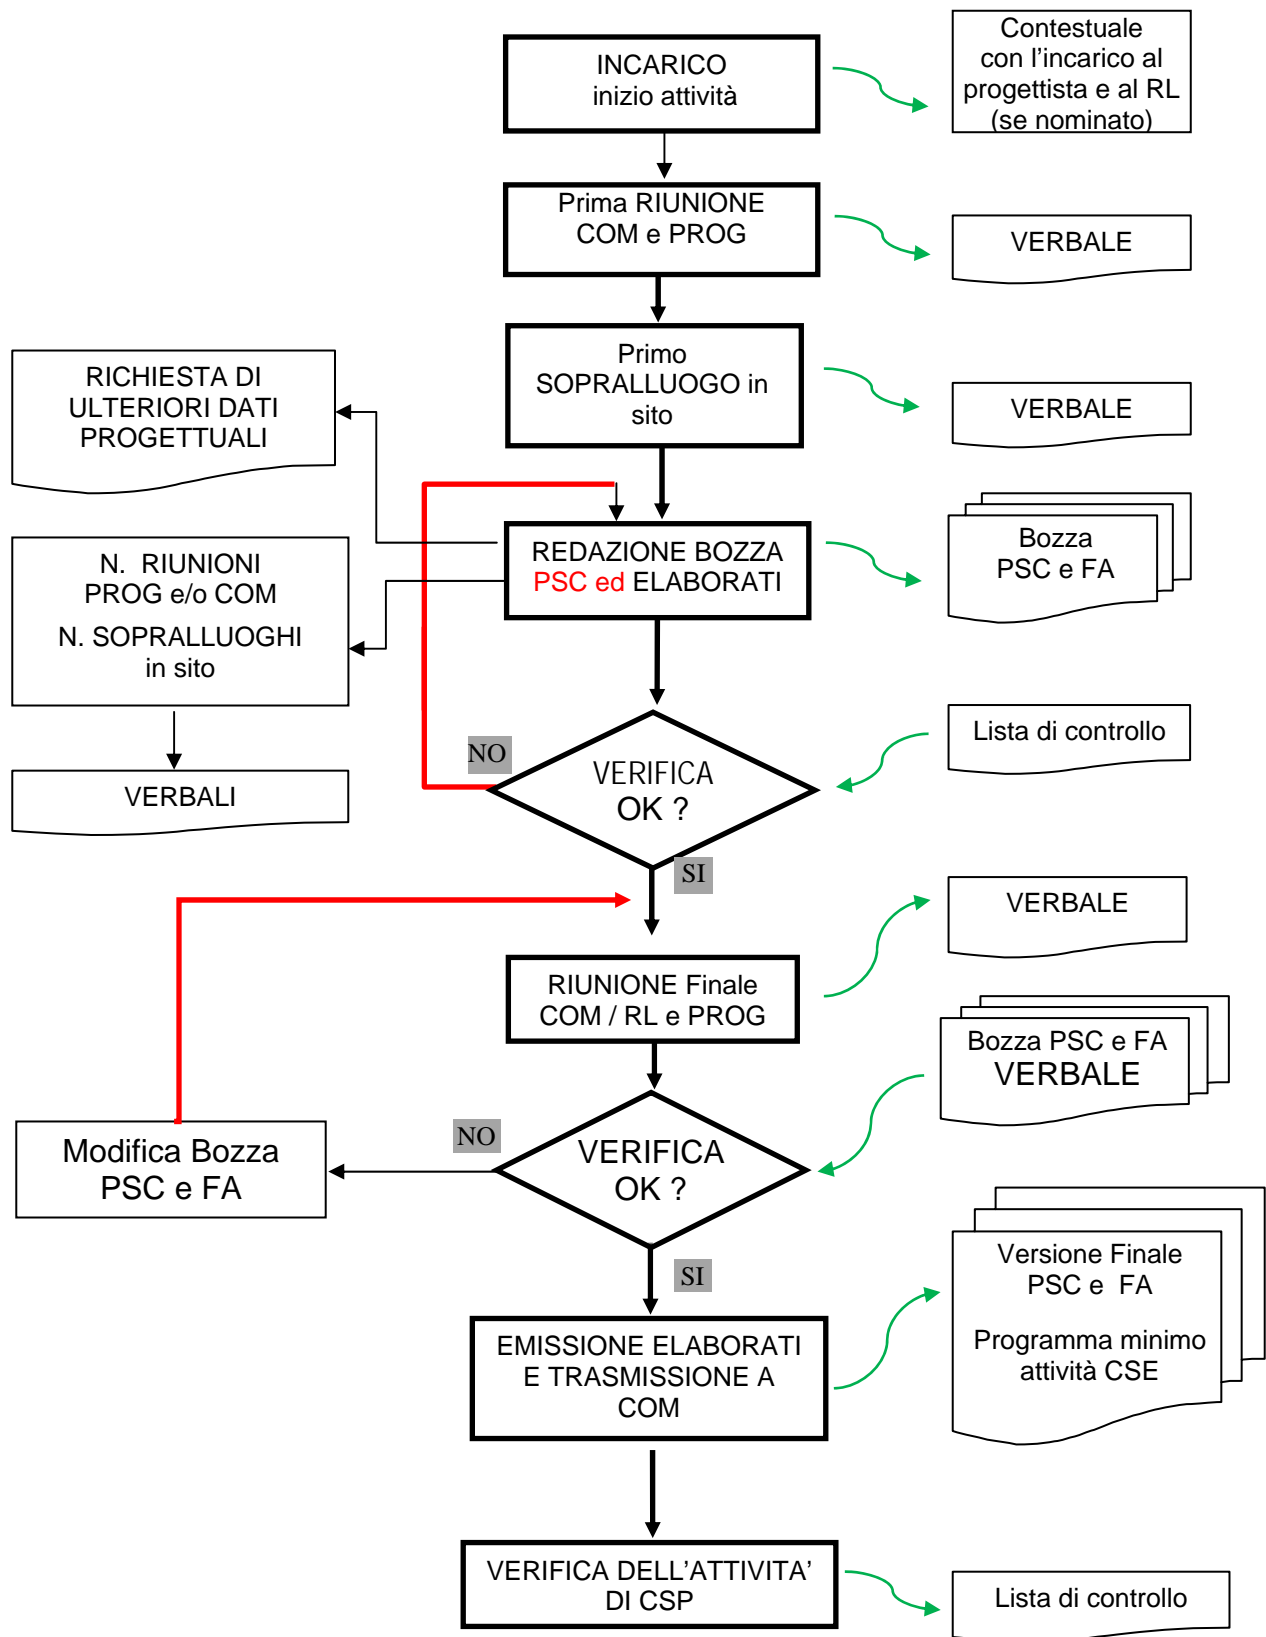 INCARICO
inizio attività
Contestuale
con l'incarico al
progettista e al RL
(se nominato)
Prima RIUNIONE
COM e PROG
VERBALE
Primo
SOPRALLUOGO in
sito
VERBALE
RICHIESTA DI
ULTERIORI DATI
PROGETTUALI
REDAZIONE BOZZA
PSC ed ELABORATI
Bozza
PSC e FA
N. RIUNIONI
PROG e/o COM
N. SOPRALLUOGHI
in sito
VERBALI
NO
VERIFICA
OK ?
Lista di controllo
SI
VERBALE
RIUNIONE Finale
COM / RL e PROG
Bozza PSC e FA
VERBALE
Modifica Bozza
PSC e FA
NO
VERIFICA
OK ?
SI
Versione Finale
PSC e FA
Programma minimo
attività CSE
EMISSIONE ELABORATI
E TRASMISSIONE A
COM
VERIFICA DELL'ATTIVITA'
DI CSP
Lista di controllo